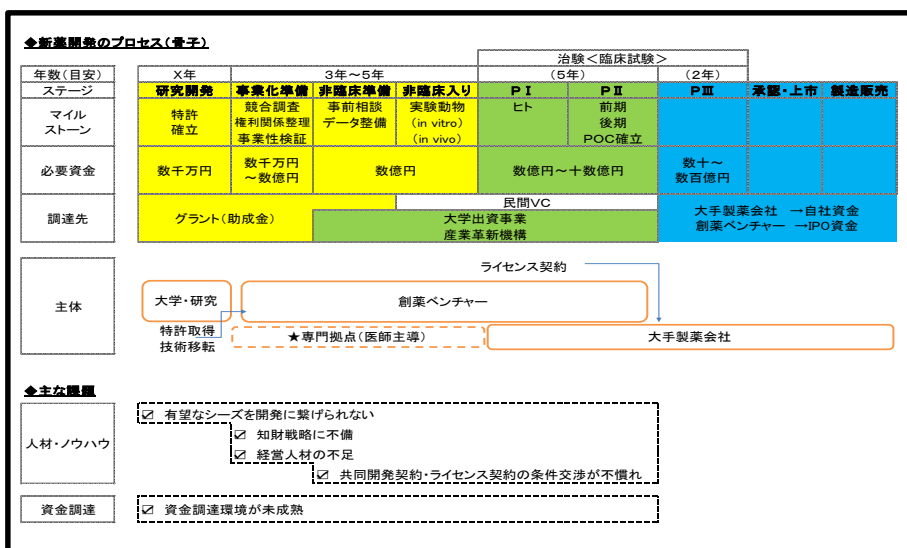 ◆新薬開発のプロセス(骨子)
治験<臨床試験>
年数(目安) X年 3年~5年 (5年) (2年)
ステージ 研究開発 事業化準備 非臨床準備 非臨床入り PⅠ PⅡ PⅢ 承認・上市 製造販売
マイル
ストーン
特許
確立
競合調査
権利関係整理
事業性検証
事前相談
データ整備
実験動物
(in vitro)
(in vivo)
ヒト
前期
後期
POC確立
必要資金
数千万円
数千万円
~数億円
数億円
数億円~十数億円
数十~
数百億円
調達先
グラント(助成金)
民間VC
大学出資事業
産業革新機構
大手製薬会社 →自社資金
創薬ベンチャー →IPO資金
ライセンス契約
主体
大学・研究
創薬ベンチャー
特許取得
技術移転
★専門拠点(医師主導)
大手製薬会社
◆主な課題
人材・ノウハウ
☑ 有望なシーズを開発に繋げられない
☑ 知財戦略に不備
☑ 経営人材の不足
☑ 共同開発契約・ライセンス契約の条件交渉が不慣れ
資金調達
☑ 資金調達環境が未成熟